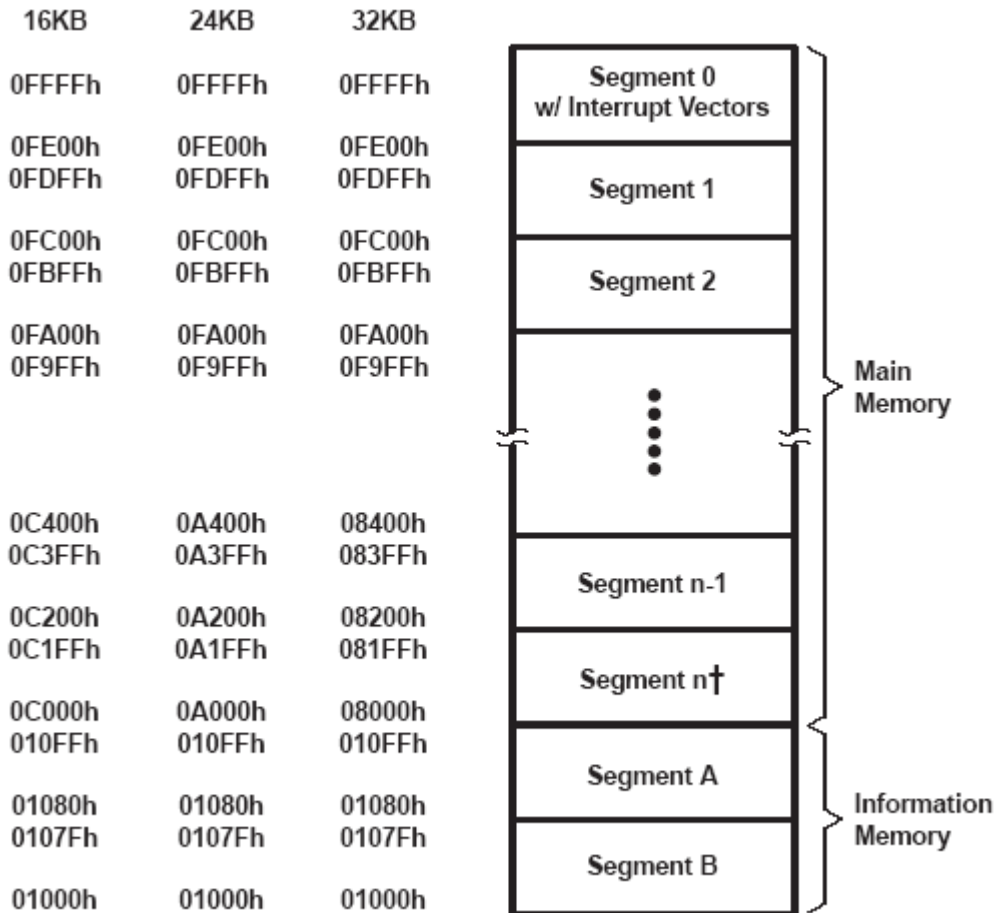 16KB 24KB 32KB
0FFFFh 0FFFFh 0FFFFh
Segment 0
w/ Interrupt Vectors
0FE00h 0FE00h 0FE00h
0FDFFh 0FDFFh 0FDFFh
Segment 1
0FC00h 0FC00h 0FC00h
0FBFFh 0FBFFh 0FBFFh
Segment 2
0FA00h 0FA00h 0FA00h
0F9FFh 0F9FFh 0F9FFh
Main
Memory
0C400h 0A400h 08400h
0C3FFh 0A3FFh 083FFh
Segment n-1
0C200h 0A200h 08200h
0C1FFh 0A1FFh 081FFh
Segment n†
0C000h 0A000h 08000h
010FFh 010FFh 010FFh
Segment A
01080h 01080h 01080h
0107Fh 0107Fh 0107Fh
Information
Memory
Segment B
01000h 01000h 01000h